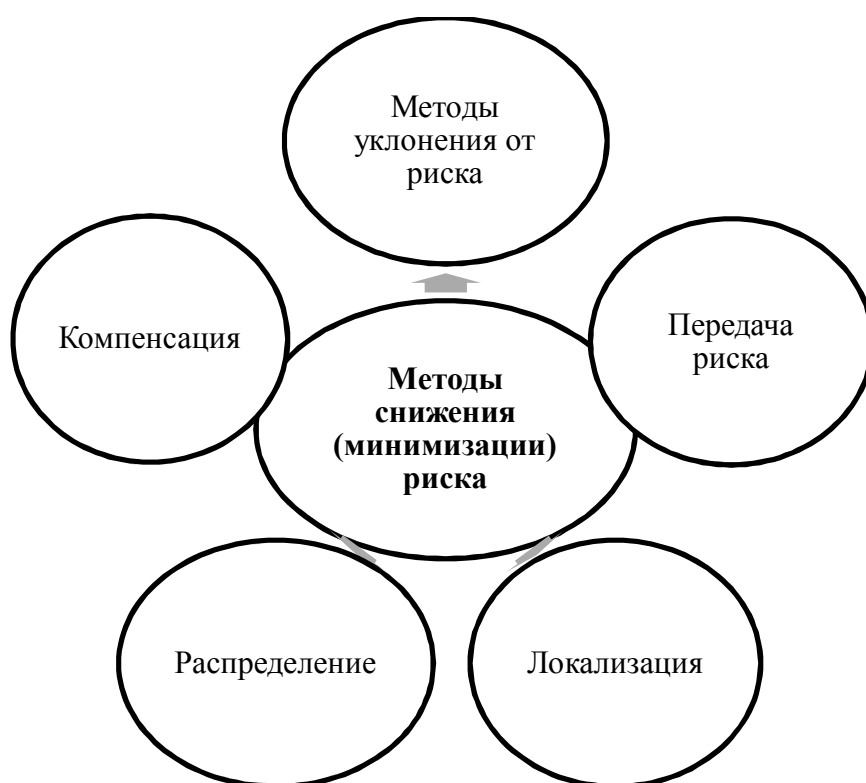 Методы
уклонения от
риска
Компенсация
Передача
риска
Методы
снижения
(минимизации)
риска
Распределение
Локализация